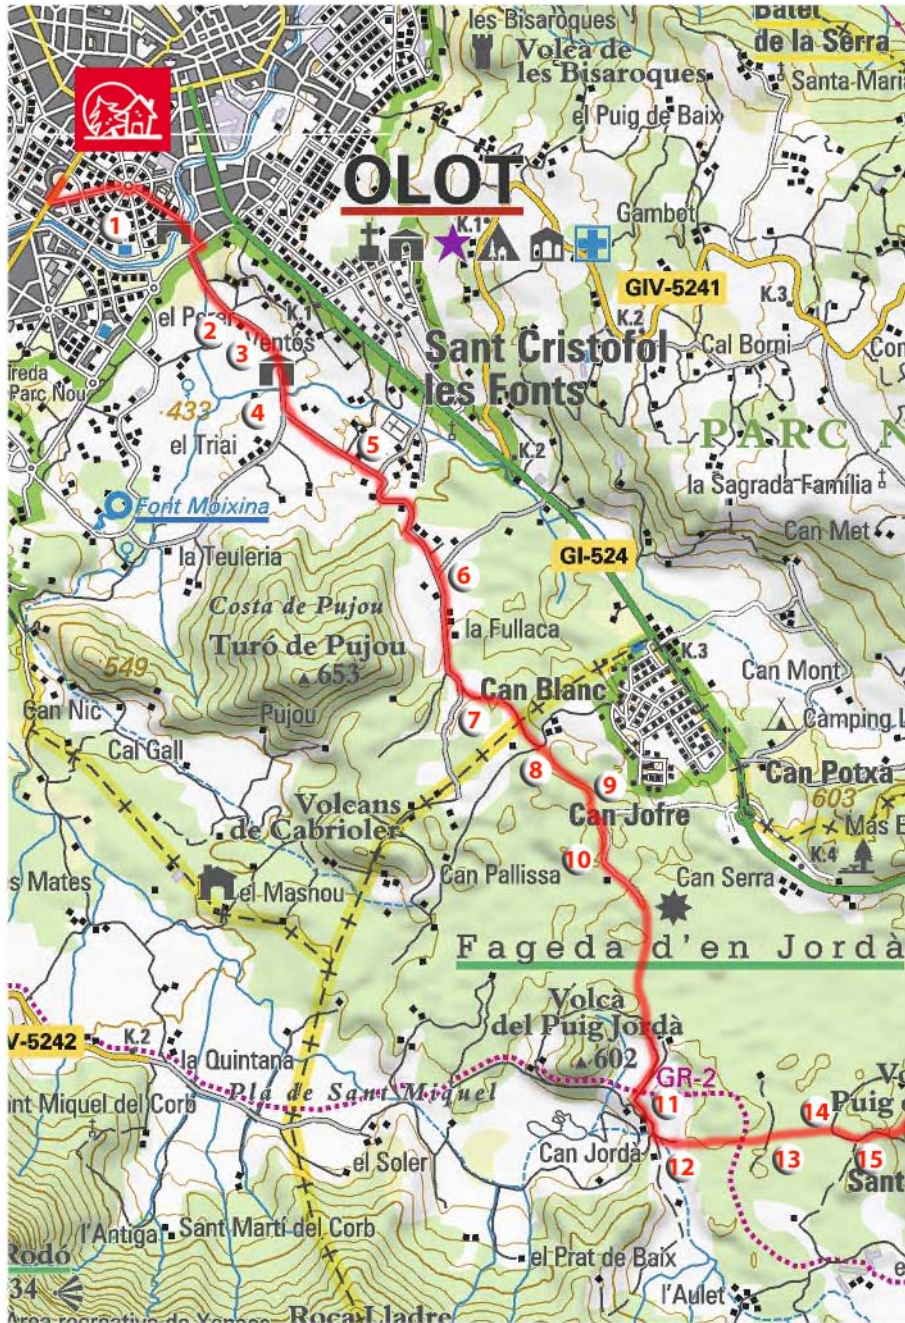 les Bisaroques
Volcà de
les Bisaroques
Batet
de la Serra
Santa-Maria
el Puig de Baix
OLOT
K.1
Gambot
1
GIV-5241
K.3
K.2
Cal Borni
K.1
2
3
Sant Cristofol
les Fonts
Parc Nou
433
4
el Triai
5
PARC N
K.2
la Sagrada Família
Font Moixina
Can Met
la Teuleria
GI-524
6
Costa de Pujou
Turó de Pujou
653
la Fullaca
549
K.3
Can Mont
Can Nic
Pujou
Can Blanc
7
Camping L
Cal Gall
8
9
Can Potxa
603
Volcans
de Cabrioler
Can Jofre
Mas
K.4
10
s Mates
el Masnou
Can Pallissa
Can Serra
Fageda d'en Jordà
Volcà
del Puig Jordà
602
V-5242
K.2
la Quintana
Pla de Sant Miquel
GR-2
11
14
Puig
nt Miquel del Corb
el Soler
Can Jordà
12
13
15
Sant
l'Antiga
Sant Martí del Corb
el Prat de Baix
Rodó
34
l'Aulet
Roca Lladre